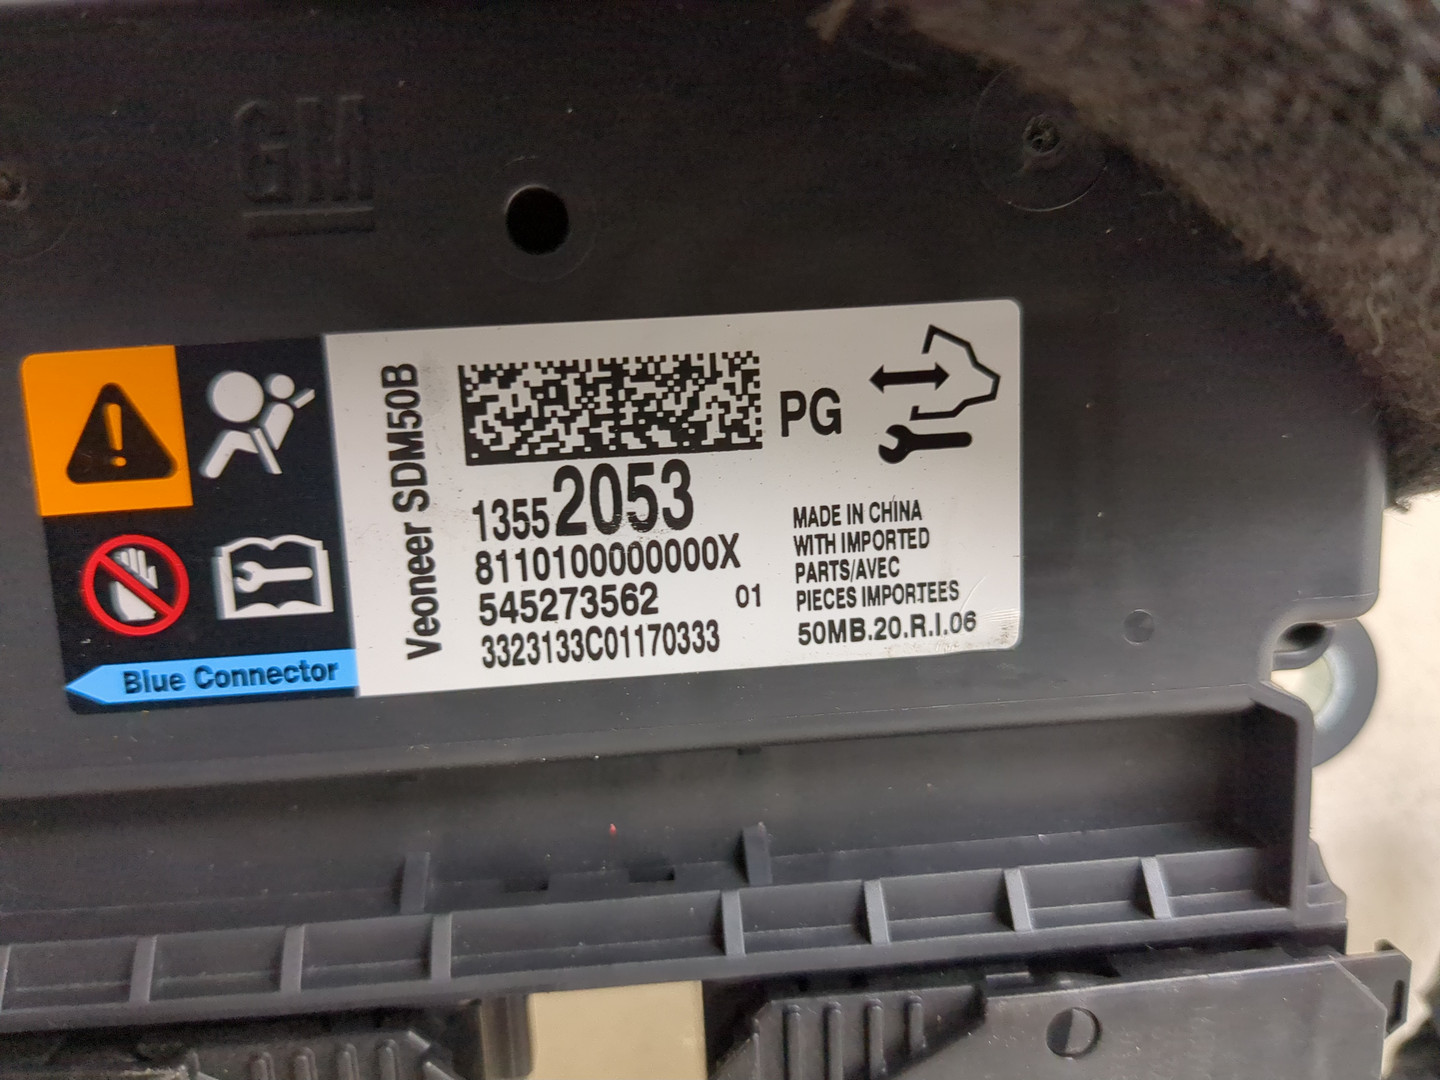 GM
Veoneer SDM50B
PG
13552053
8110100000000X
545273562 01
3323133C01170333
MADE IN CHINA
WITH IMPORTED
PARTS/AVEC
PIECES IMPORTEES
50MB.20.R.I.06
Blue Connector